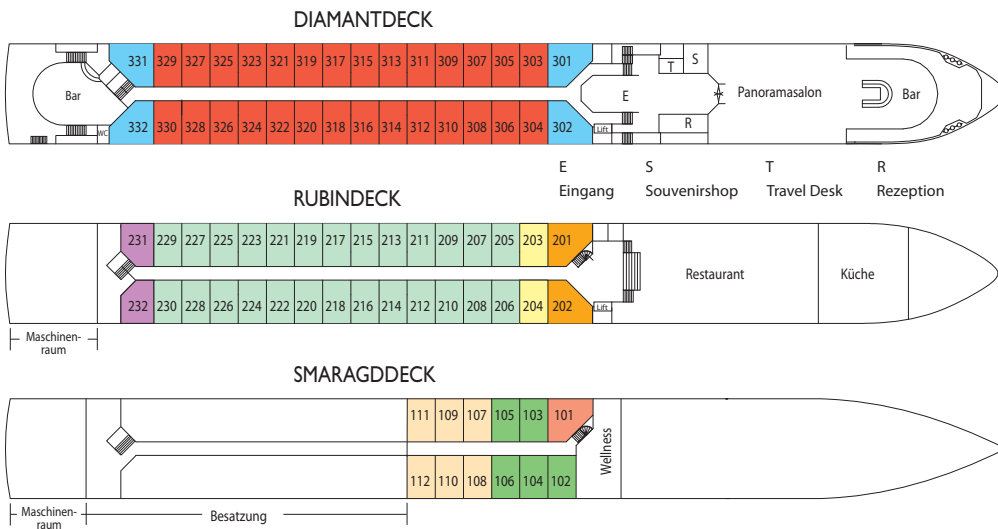 DIAMANTDECK
331 329 327 325 323 321 319 317 315 313 311 309 307 305 303 301
S
T
Bar
E
Panoramasalon
Bar
332 330 328 326 324 322 320 318 316 314 312 310 308 306 304 302
WC
Lift
R
E S T R
Eingang Souvenirshop Travel Desk Rezeption
RUBINDECK
231 229 227 225 223 221 219 217 215 213 211 209 207 205 203 201
Restaurant
Küche
232 230 228 226 224 222 220 218 216 214 212 210 208 206 204 202
Lift
Maschinen-
raum
SMARAGDDECK
111 109 107 105 103 101
Wellness
112 110 108 106 104 102
Maschinen-
raum
Besatzung